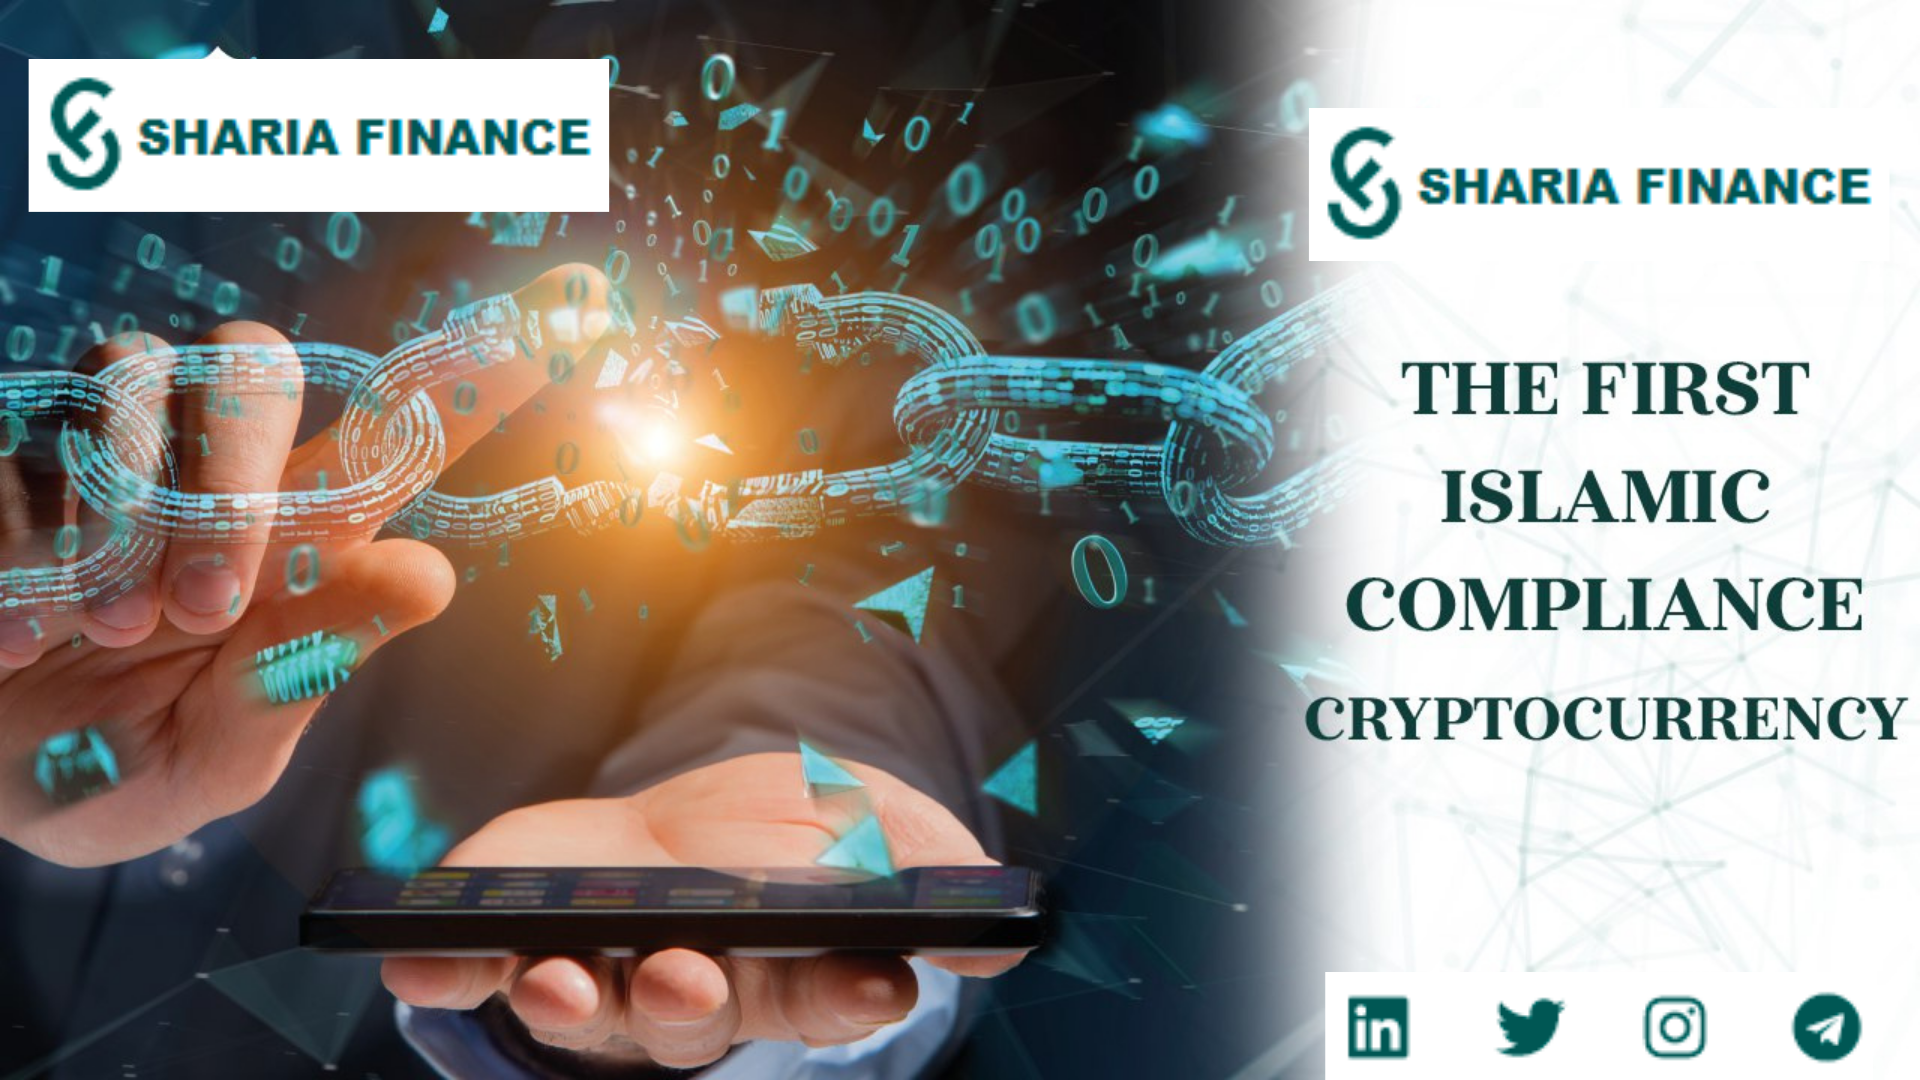 SHARIA FINANCE
SHARIA FINANCE
THE FIRST
ISLAMIC
COMPLIANCE
CRYPTOCURRENCY
in